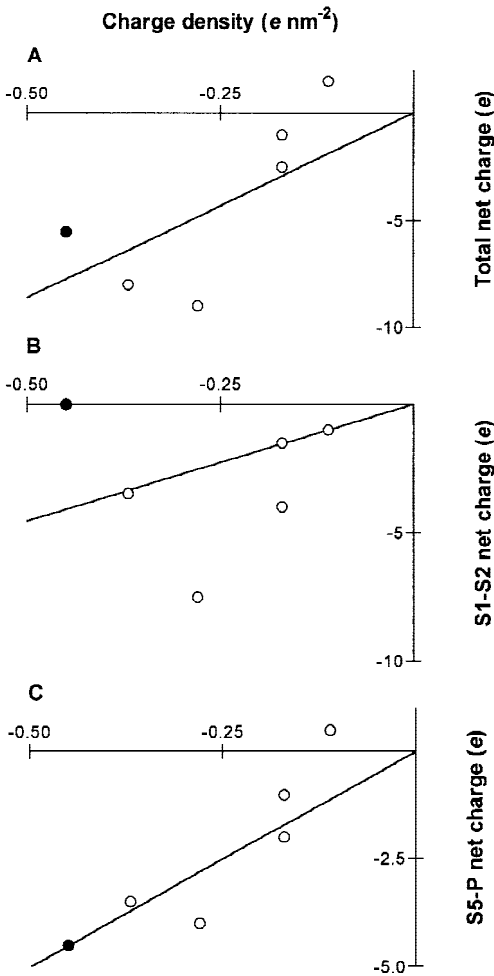 Charge density (e nm-2)
A
-0.50
-0.25
Total net charge (e)
-5
-10
B
-0.50
-0.25
S1-S2 net charge (e)
-5
-10
C
-0.50
-0.25
S5-P net charge (e)
-2.5
-5.0